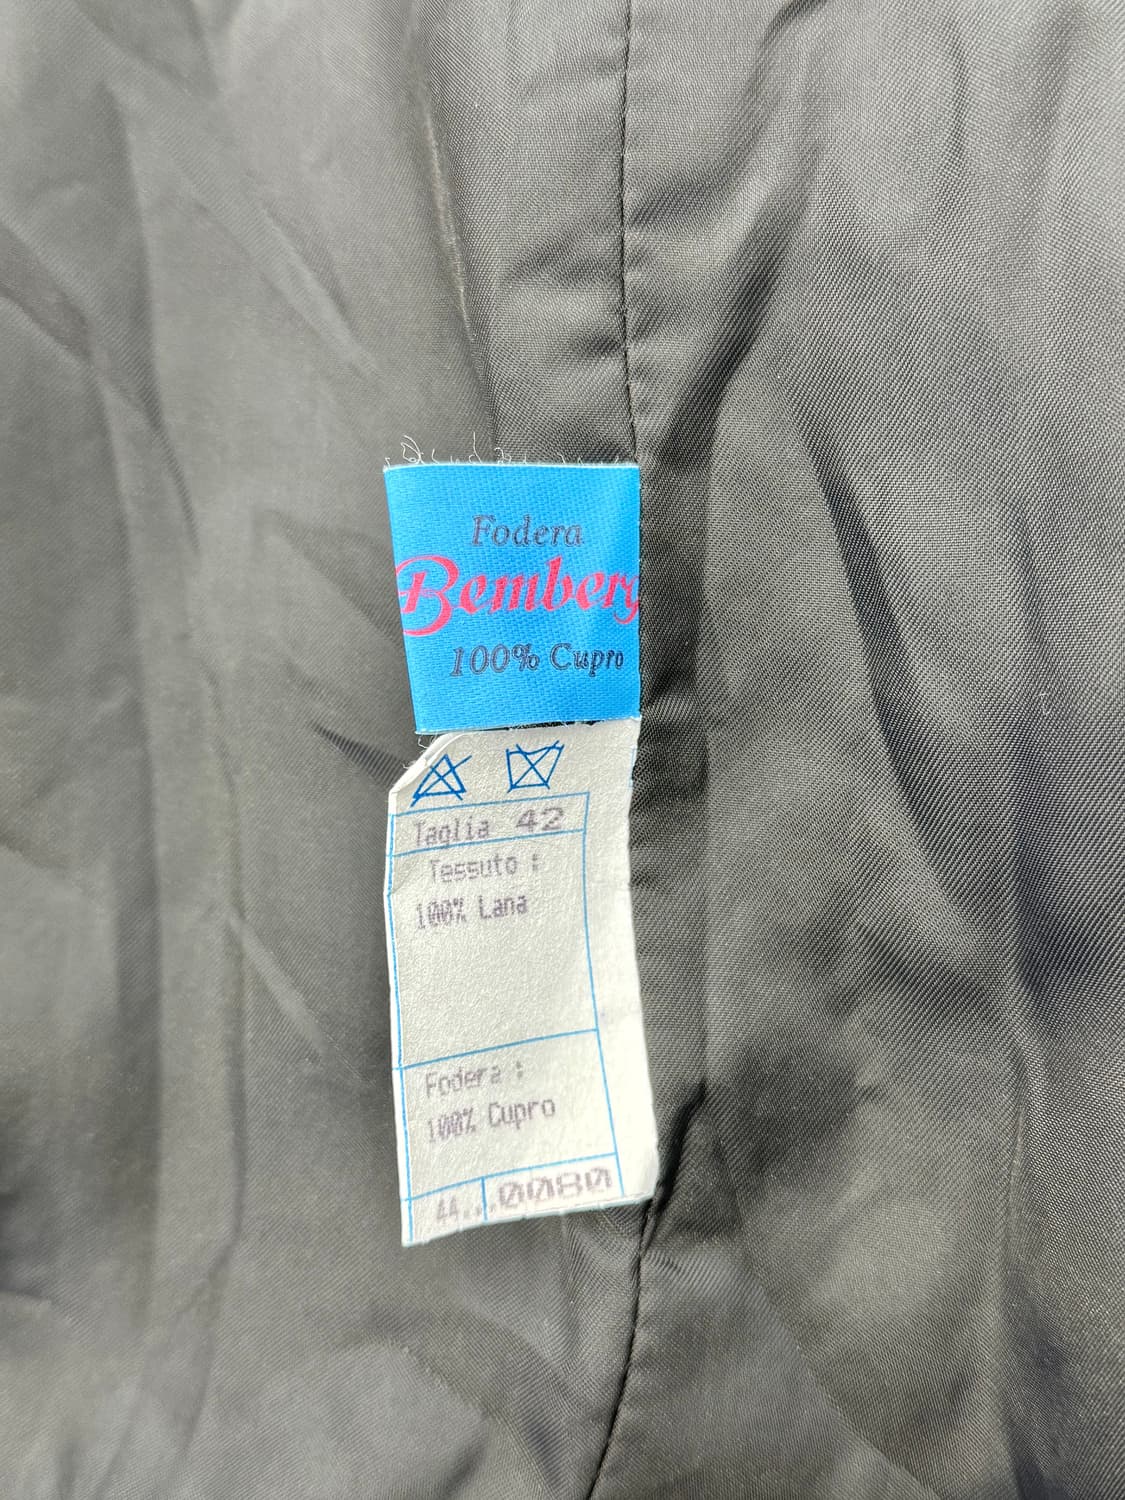 Fodera
Bemberg
100% Cupro
Taglia 42
Tessuto :
100% Lana
Fodera :
100% Cupro
44...0080